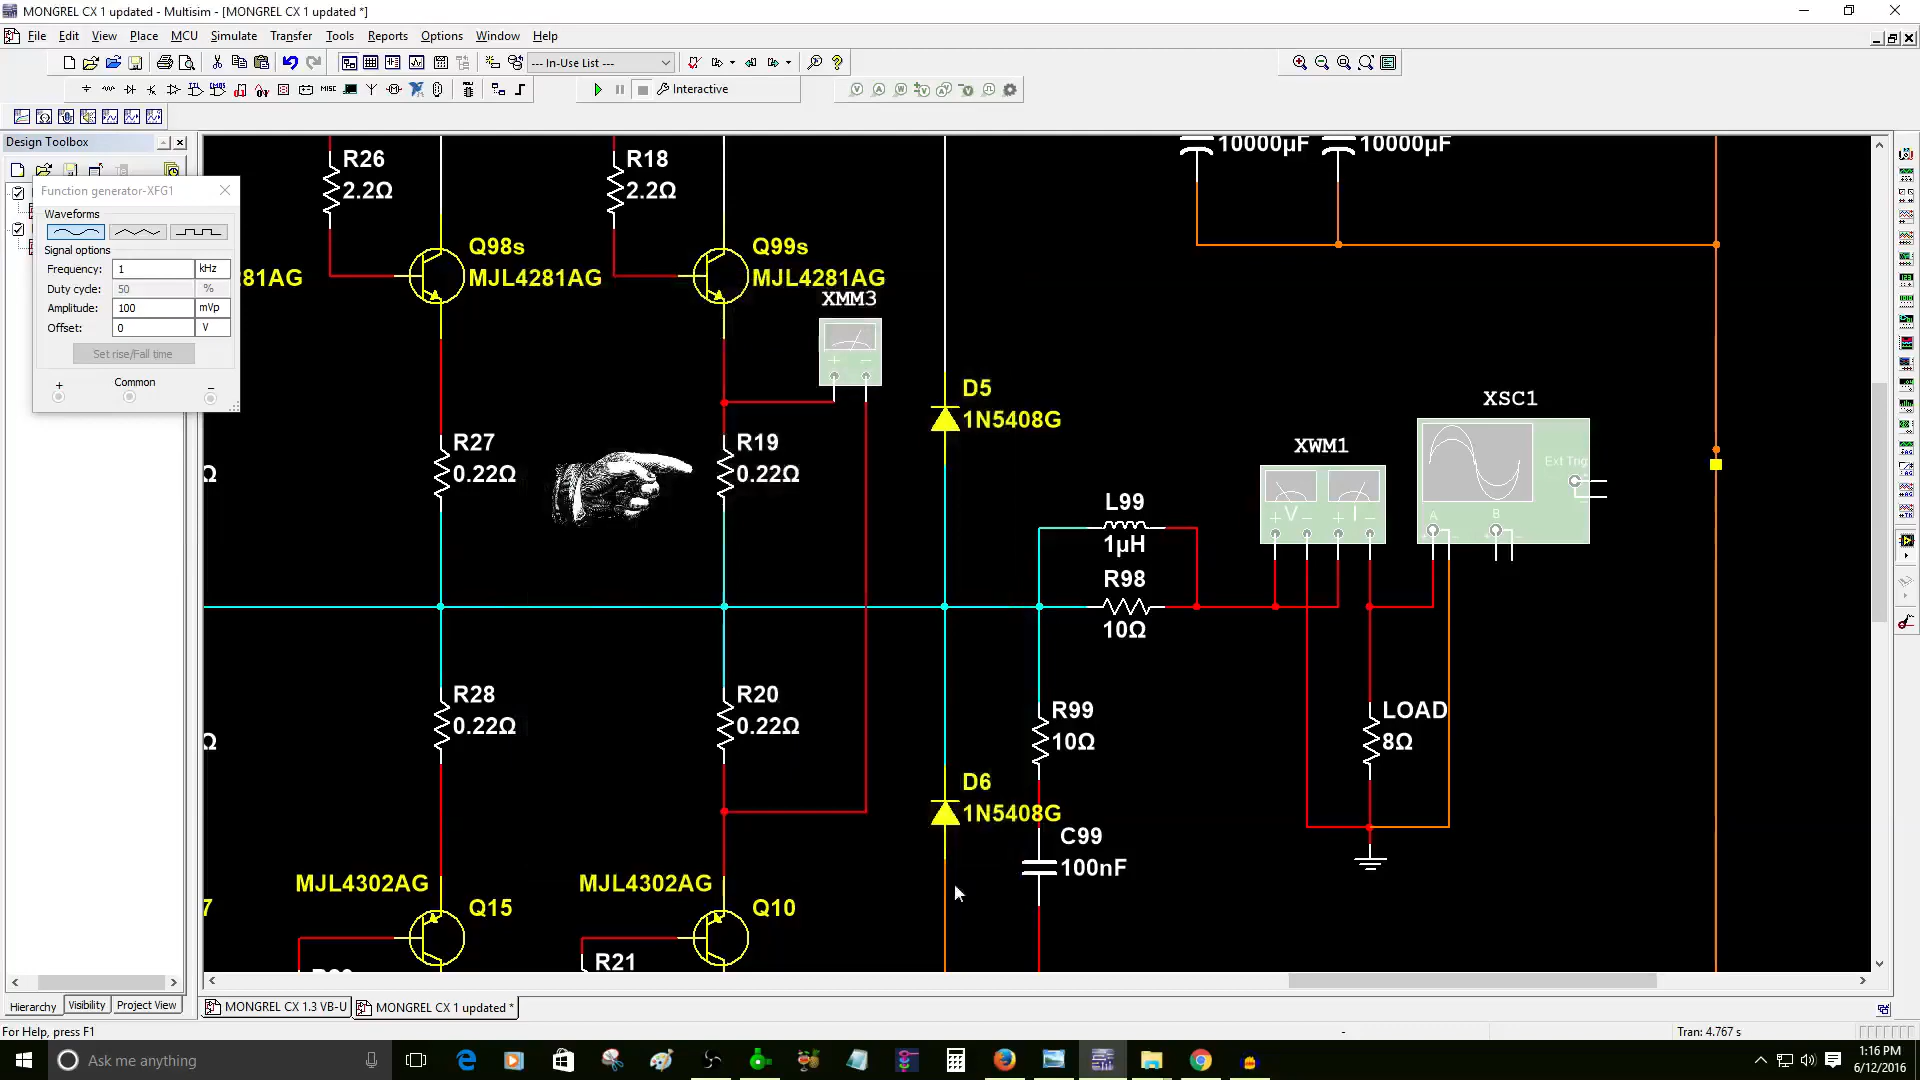 MONGREL CX 1 updated - Multisim - [MONGREL CX 1 updated *]
File Edit View Place MCU Simulate Transfer Tools Reports Options Window Help
--- In-Use List ---
Interactive
Design Toolbox
Function generator-XFG1
Waveforms
Signal options
Frequency: 1 kHz
Duty cycle: 50 %
Amplitude: 100 mVp
Offset: 0 V
Set rise/Fall time
+ Common -
R26
2.2Ω
R18
2.2Ω
10000µF 10000µF
Q98s
MJL4281AG
Q99s
MJL4281AG
281AG
XMM3
D5
1N5408G
R27
0.22Ω
R19
0.22Ω
Ω
XSC1
Ext Trig
A B
XWM1
V I
L99
1µH
R98
10Ω
R28
0.22Ω
R20
0.22Ω
Ω
R99
10Ω
LOAD
8Ω
D6
1N5408G
C99
100nF
MJL4302AG
Q15
MJL4302AG
Q10
7
R21
Hierarchy Visibility Project View
MONGREL CX 1.3 VB-U MONGREL CX 1 updated *
For Help, press F1
- Tran: 4.767 s
Ask me anything
1:16 PM
6/12/2016